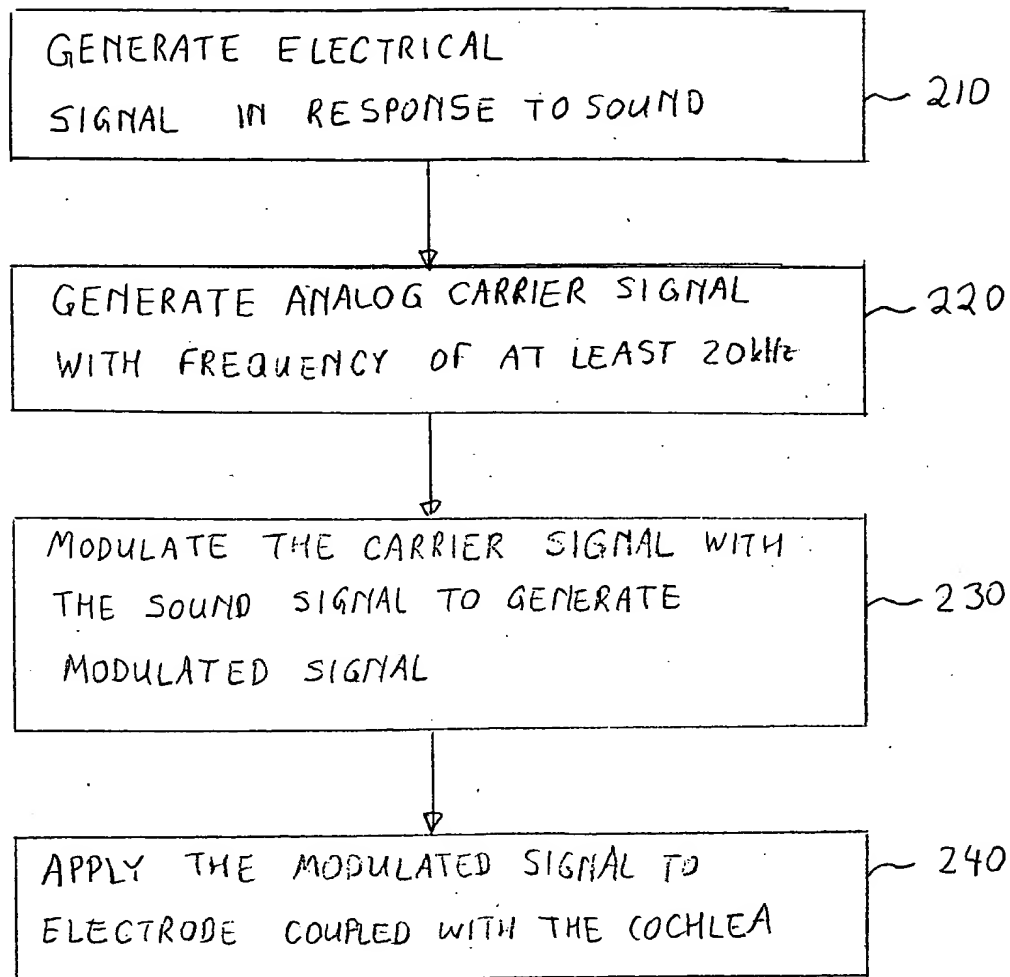 GENERATE ELECTRICAL
SIGNAL IN RESPONSE TO SOUND
210
GENERATE ANALOG CARRIER SIGNAL
WITH FREQUENCY OF AT LEAST 20kHz
220
MODULATE THE CARRIER SIGNAL WITH
THE SOUND SIGNAL TO GENERATE
MODULATED SIGNAL
230
APPLY THE MODULATED SIGNAL TO
ELECTRODE COUPLED WITH THE COCHLEA
240